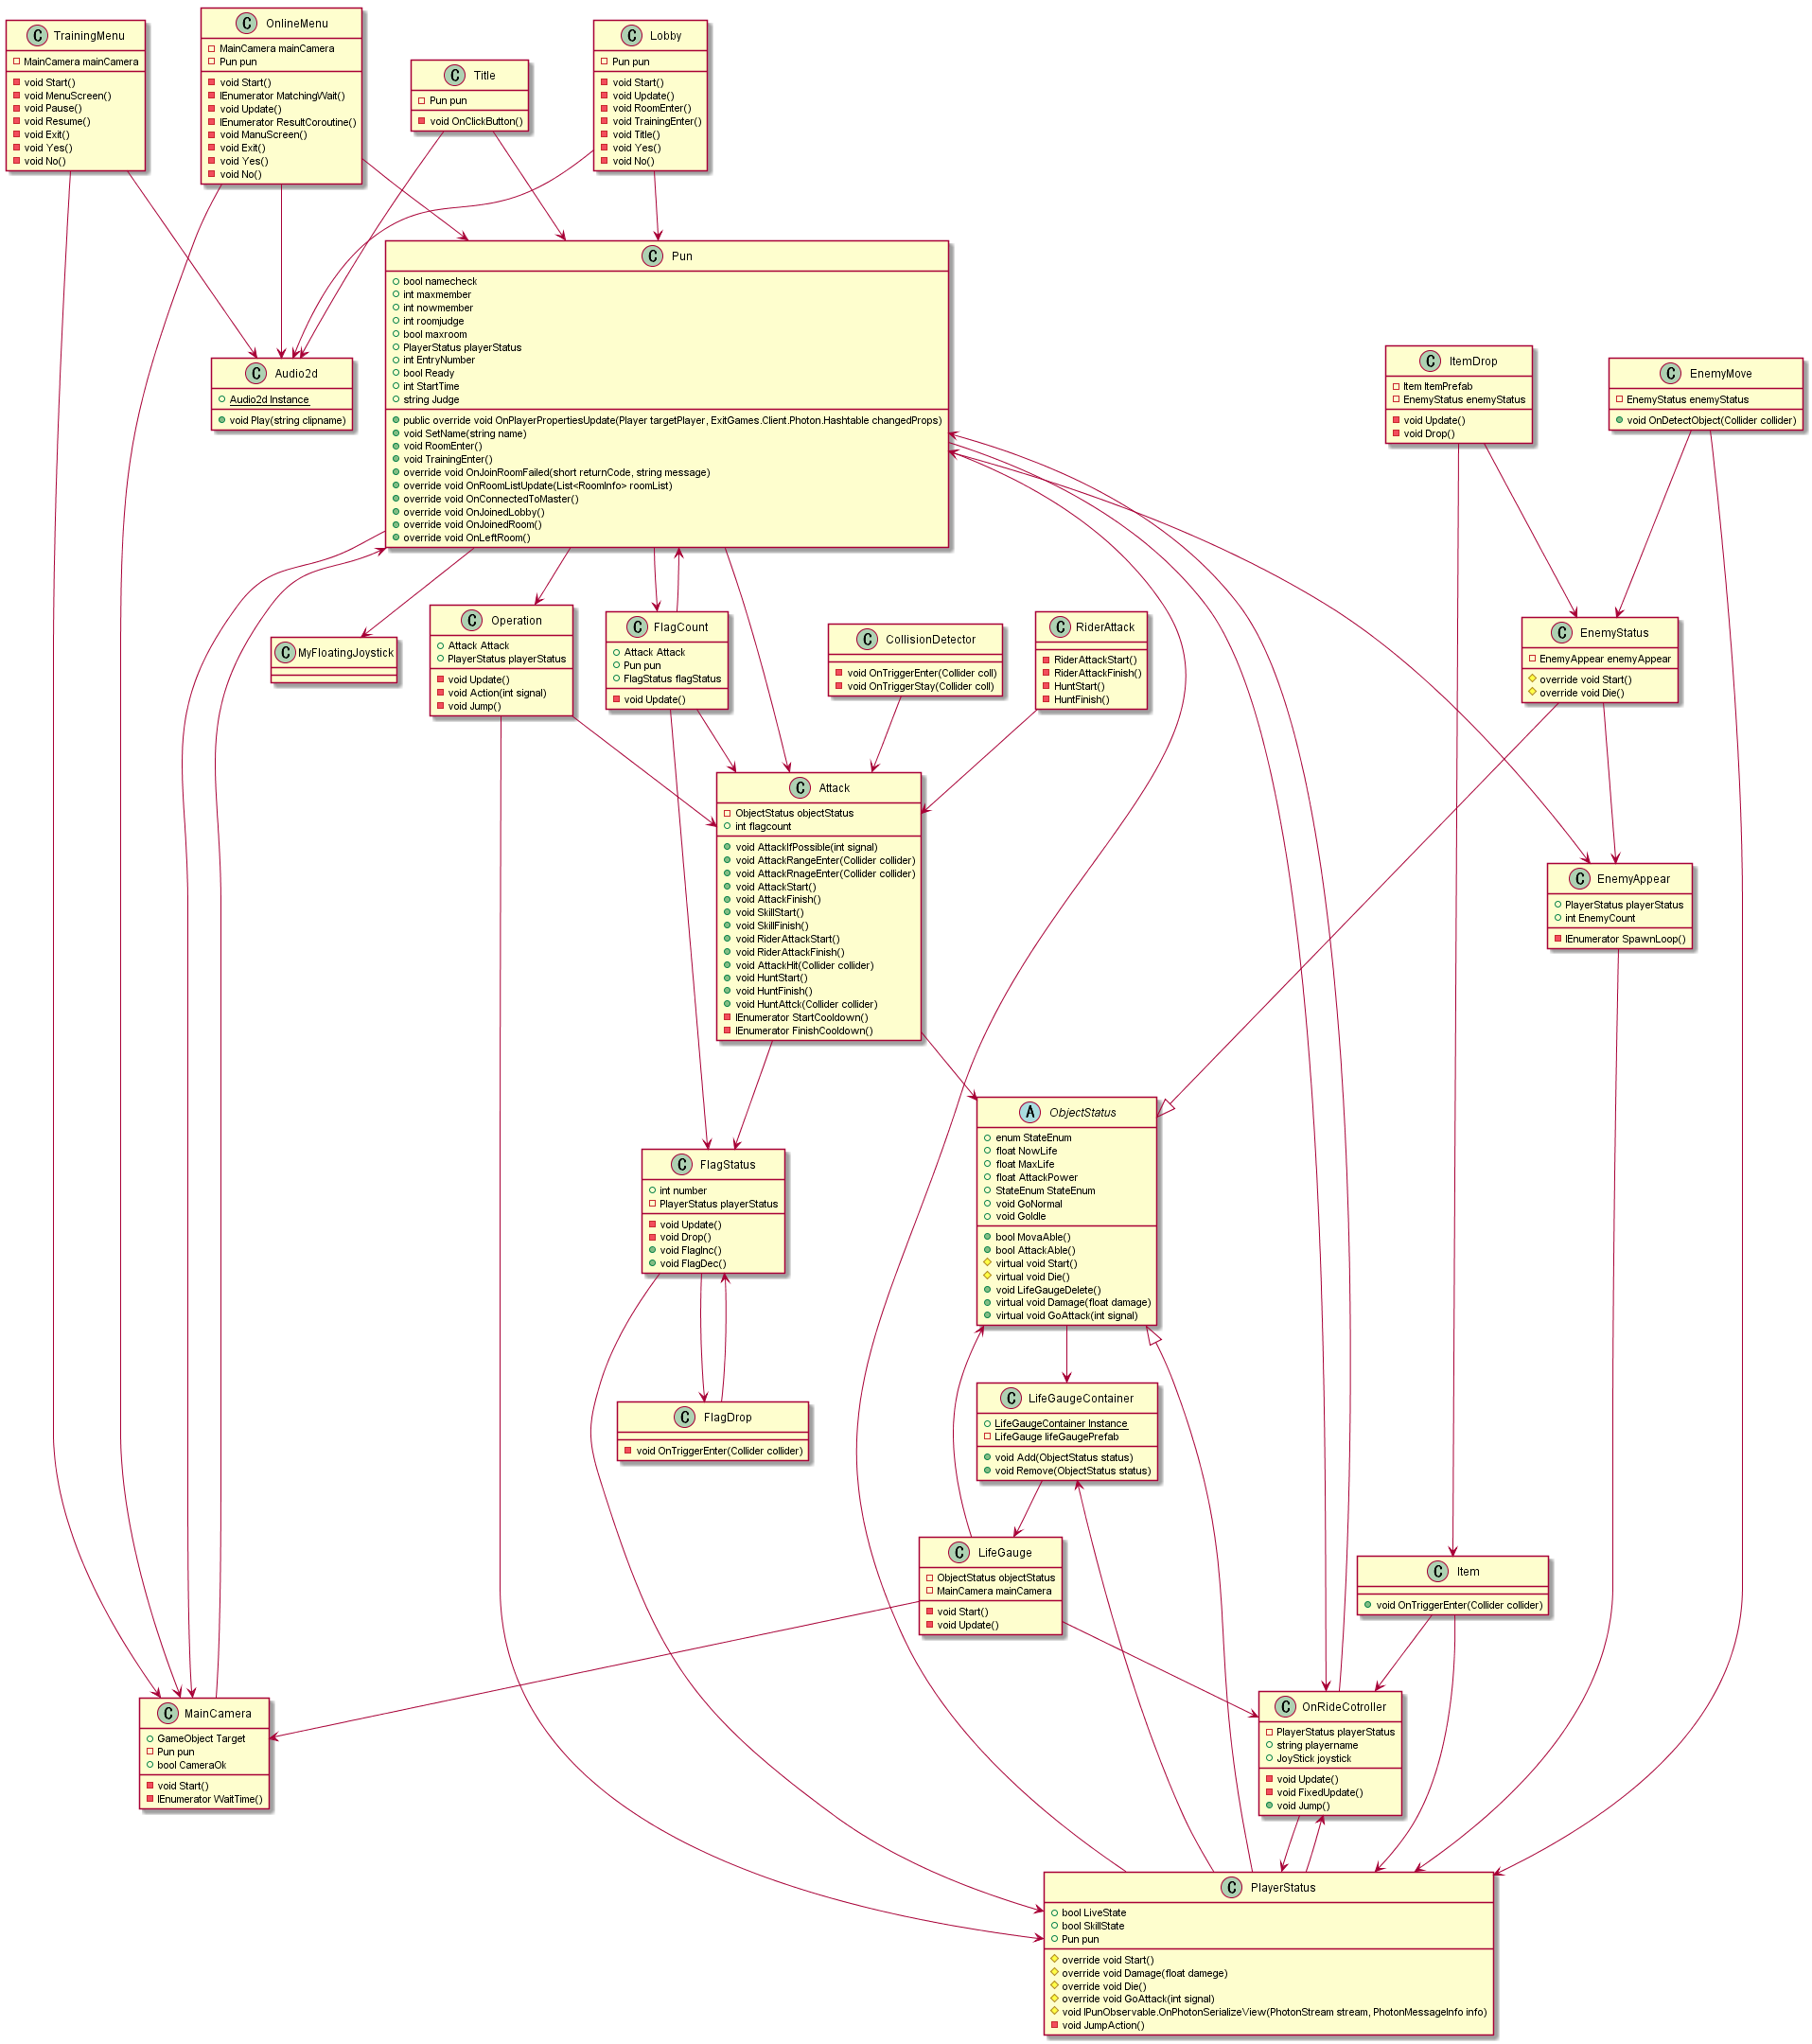 C TrainingMenu
MainCamera mainCamera
void Start()
void MenuScreen()
void Pause()
void Resume()
void Exit()
void Yes()
void No()
C OnlineMenu
MainCamera mainCamera
Pun pun
void Start()
IEnumerator MatchingWait()
void Update()
IEnumerator ResultCoroutine()
void ManuScreen()
void Exit()
void Yes()
void No()
C Title
Pun pun
void OnClickButton()
C Lobby
Pun pun
void Start()
void Update()
void RoomEnter()
void TrainingEnter()
void Title()
void Yes()
void No()
C Pun
bool namecheck
int maxmember
int nowmember
int roomjudge
bool maxroom
PlayerStatus playerStatus
int EntryNumber
bool Ready
int StartTime
string Judge
public override void OnPlayerPropertiesUpdate(Player targetPlayer, ExitGames.Client.Photon.Hashtable changedProps)
void SetName(string name)
void RoomEnter()
void TrainingEnter()
override void OnJoinRoomFailed(short returnCode, string message)
override void OnRoomListUpdate(List<RoomInfo> roomList)
override void OnConnectedToMaster()
override void OnJoinedLobby()
override void OnJoinedRoom()
override void OnLeftRoom()
C Audio2d
Audio2d Instance
void Play(string clipname)
C ItemDrop
Item ItemPrefab
EnemyStatus enemyStatus
void Update()
void Drop()
C EnemyMove
EnemyStatus enemyStatus
void OnDetectObject(Collider collider)
C MyFloatingJoystick
C Operation
Attack Attack
PlayerStatus playerStatus
void Update()
void Action(int signal)
void Jump()
C FlagCount
Attack Attack
Pun pun
FlagStatus flagStatus
void Update()
C CollisionDetector
void OnTriggerEnter(Collider coll)
void OnTriggerStay(Collider coll)
C RiderAttack
RiderAttackStart()
RiderAttackFinish()
HuntStart()
HuntFinish()
C EnemyStatus
EnemyAppear enemyAppear
override void Start()
override void Die()
C Attack
ObjectStatus objectStatus
int flagcount
void AttackIfPossible(int signal)
void AttackRangeEnter(Collider collider)
void AttackRnageEnter(Collider collider)
void AttackStart()
void AttackFinish()
void SkillStart()
void SkillFinish()
void RiderAttackStart()
void RiderAttackFinish()
void AttackHit(Collider collider)
void HuntStart()
void HuntFinish()
void HuntAttck(Collider collider)
IEnumerator StartCooldown()
IEnumerator FinishCooldown()
C EnemyAppear
PlayerStatus playerStatus
int EnemyCount
IEnumerator SpawnLoop()
A ObjectStatus
enum StateEnum
float NowLife
float MaxLife
float AttackPower
StateEnum StateEnum
void GoNormal
void GoIdle
bool MovaAble()
bool AttackAble()
virtual void Start()
virtual void Die()
void LifeGaugeDelete()
virtual void Damage(float damage)
virtual void GoAttack(int signal)
C FlagStatus
int number
PlayerStatus playerStatus
void Update()
void Drop()
void FlagInc()
void FlagDec()
C FlagDrop
void OnTriggerEnter(Collider collider)
C LifeGaugeContainer
LifeGaugeContainer Instance
LifeGauge lifeGaugePrefab
void Add(ObjectStatus status)
void Remove(ObjectStatus status)
C LifeGauge
ObjectStatus objectStatus
MainCamera mainCamera
void Start()
void Update()
C Item
void OnTriggerEnter(Collider collider)
C MainCamera
GameObject Target
Pun pun
bool CameraOk
void Start()
IEnumerator WaitTime()
C OnRideCotroller
PlayerStatus playerStatus
string playername
JoyStick joystick
void Update()
void FixedUpdate()
void Jump()
C PlayerStatus
bool LiveState
bool SkillState
Pun pun
override void Start()
override void Damage(float damege)
override void Die()
override void GoAttack(int signal)
void IPunObservable.OnPhotonSerializeView(PhotonStream stream, PhotonMessageInfo info)
void JumpAction()